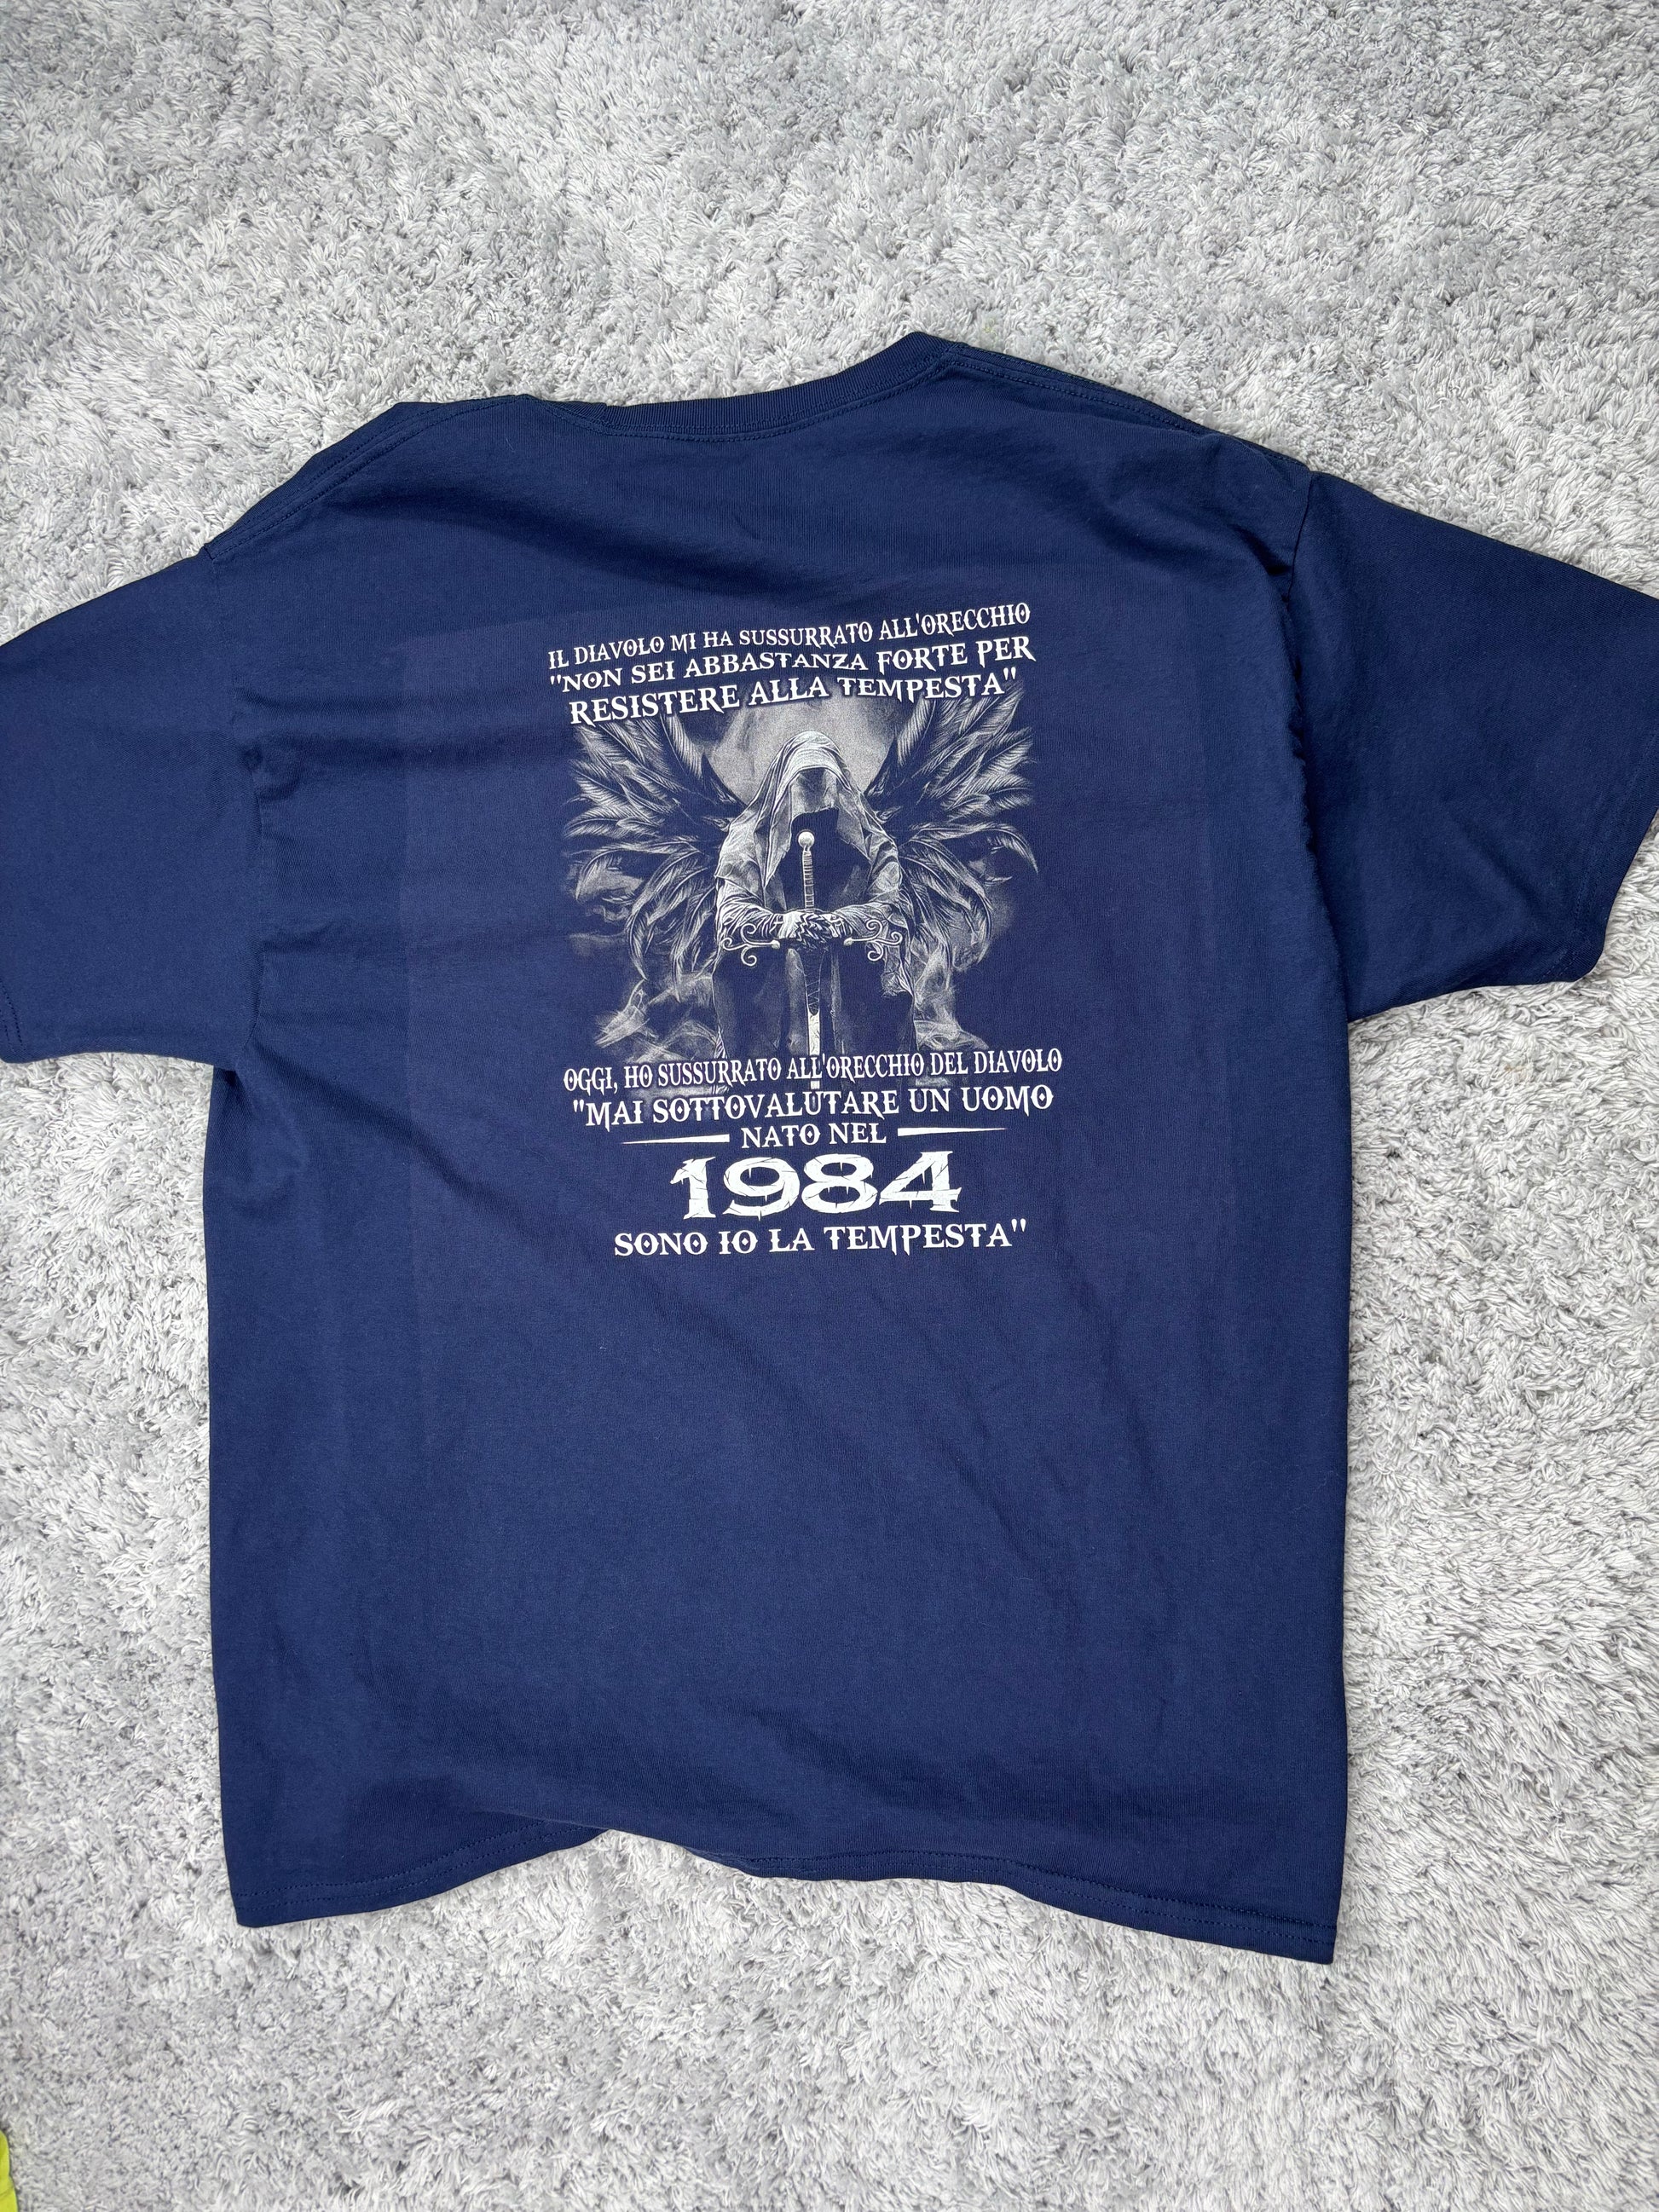 IL DIAVOLO MI HA SUSSURRATO ALL'ORECCHIO
"NON SEI ABBASTANZA FORTE PER
RESISTERE ALLA TEMPESTA"
OGGI, HO SUSSURRATO ALL'ORECCHIO DEL DIAVOLO
"MAI SOTTOVALUTARE UN UOMO
NATO NEL
1984
SONO IO LA TEMPESTA"